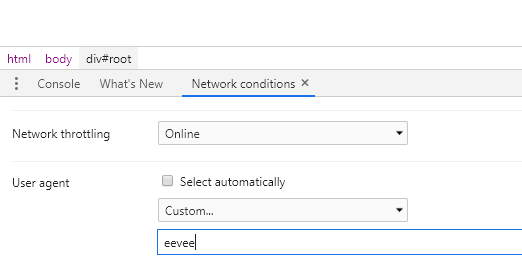 html body div#root
Console What's New Network conditions ×
Network throttling Online
User agent Select automatically
Custom...
eevee